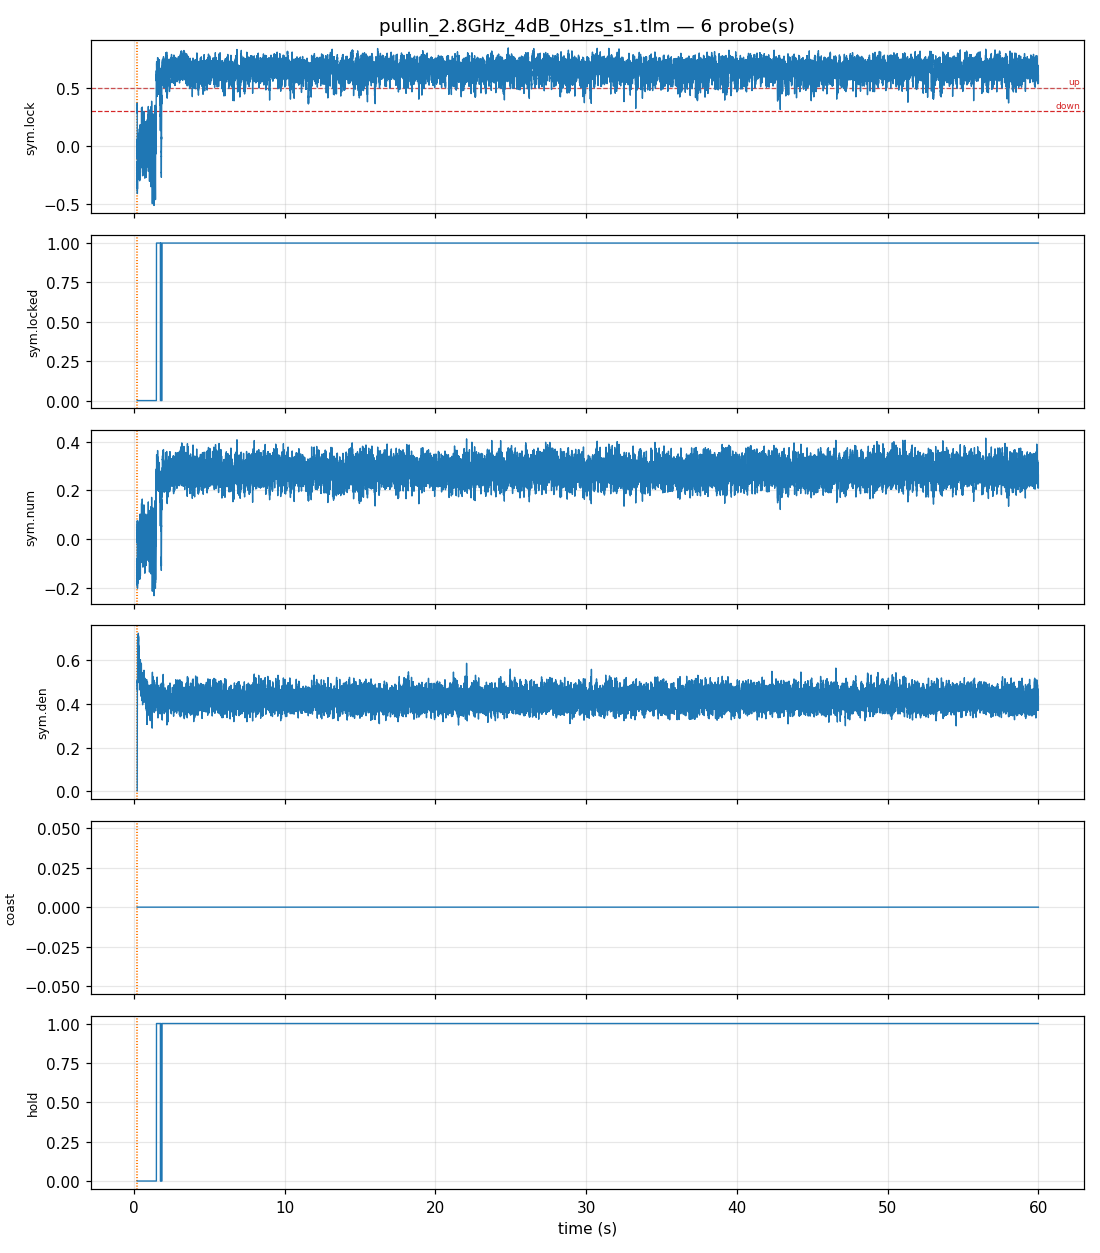 pullin_2.8GHz_4dB_0Hzs_s1.tlm — 6 probe(s)
0.5
0.0
−0.5
sym.lock
up
down
1.00
0.75
0.50
0.25
0.00
sym.locked
0.4
0.2
0.0
−0.2
sym.num
0.6
0.4
0.2
0.0
sym.den
0.050
0.025
0.000
−0.025
−0.050
coast
1.00
0.75
0.50
0.25
0.00
hold
0 10 20 30 40 50 60
time (s)